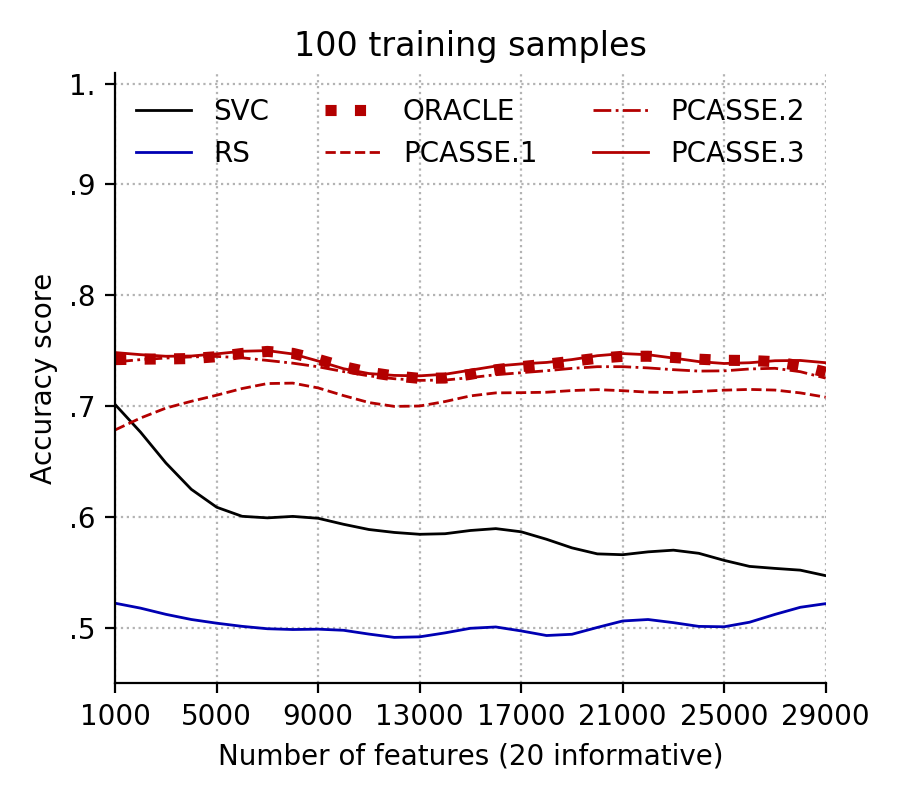 100 training samples
SVC ORACLE PCASSE.2
RS PCASSE.1 PCASSE.3
1.
.9
.8
.7
.6
.5
Accuracy score
1000 5000 9000 13000 17000 21000 25000 29000
Number of features (20 informative)